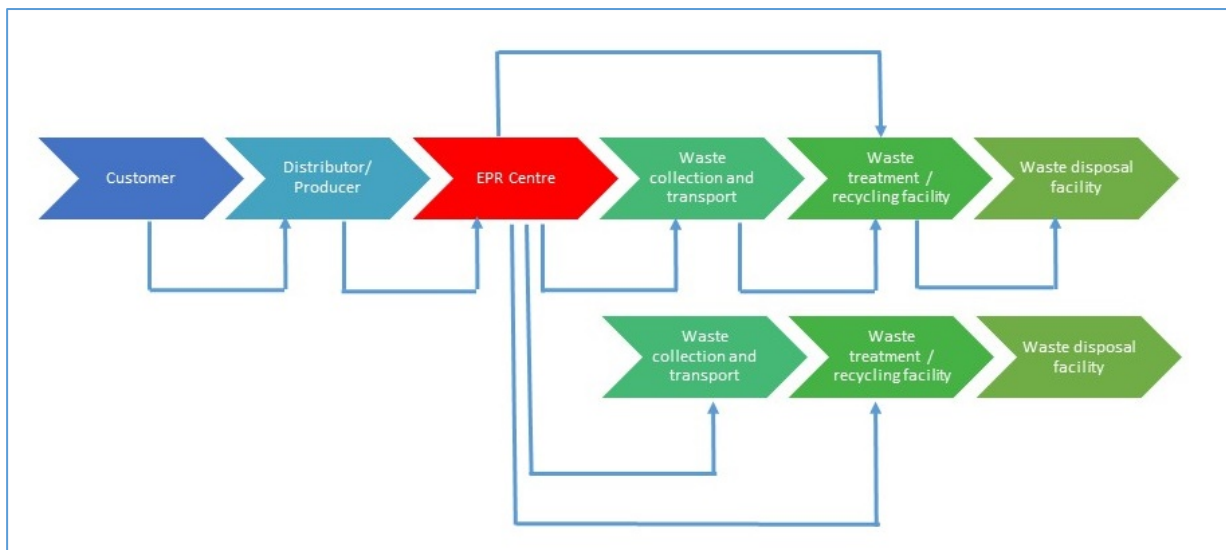 Customer
Distributor/
Producer
EPR Centre
Waste
collection and
transport
Waste
treatment /
recycling facility
Waste disposal
facility
Waste
collection and
transport
Waste
treatment /
recycling facility
Waste disposal
facility